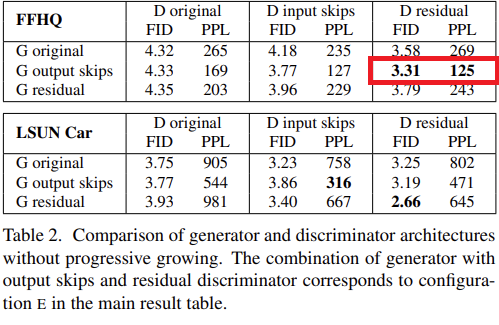 FFHQ D original D input skips D residual
FID PPL FID PPL FID PPL
G original 4.32 265 4.18 235 3.58 269
G output skips 4.33 169 3.77 127 3.31 125
G residual 4.35 203 3.96 229 3.79 243
LSUN Car D original D input skips D residual
FID PPL FID PPL FID PPL
G original 3.75 905 3.23 758 3.25 802
G output skips 3.77 544 3.86 316 3.19 471
G residual 3.93 981 3.40 667 2.66 645
Table 2. Comparison of generator and discriminator architectures
without progressive growing. The combination of generator with
output skips and residual discriminator corresponds to configura-
tion E in the main result table.